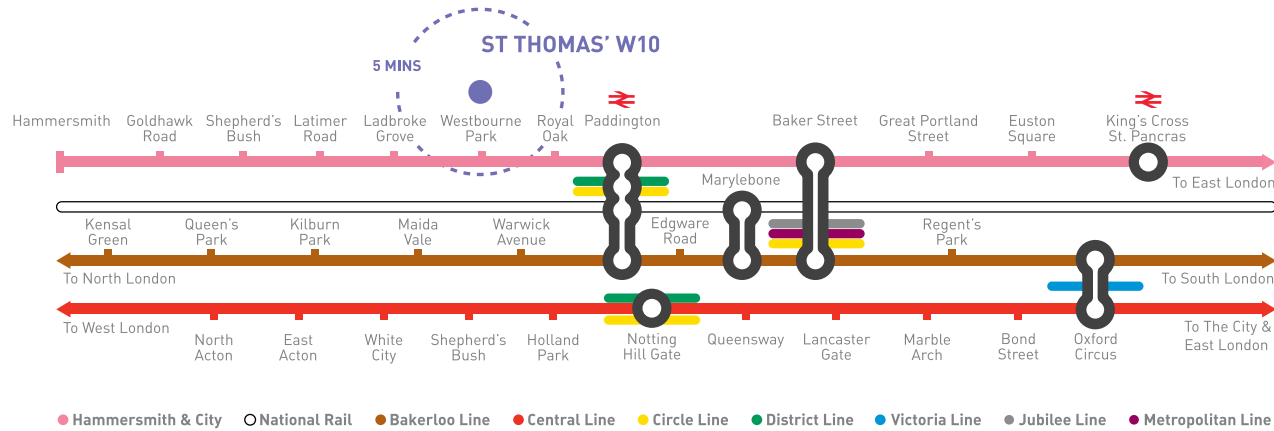 ST THOMAS’ W10
5 MINS
Hammersmith
Goldhawk
Road
Shepherd’s
Bush
Latimer
Road
Ladbroke
Grove
Westbourne
Park
Royal
Oak
Paddington
Baker Street
Great Portland
Street
Euston
Square
King’s Cross
St. Pancras
To East London
Marylebone
Kensal
Green
Queen’s
Park
Kilburn
Park
Maida
Vale
Warwick
Avenue
Edgware
Road
Regent’s
Park
To North London
To South London
To West London
North
Acton
East
Acton
White
City
Shepherd’s
Bush
Holland
Park
Notting
Hill Gate
Queensway
Lancaster
Gate
Marble
Arch
Bond
Street
Oxford
Circus
To The City &
East London
Hammersmith & City
National Rail
Bakerloo Line
Central Line
Circle Line
District Line
Victoria Line
Jubilee Line
Metropolitan Line